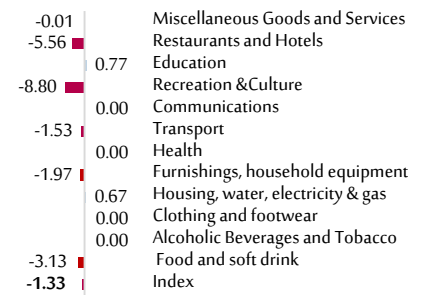 -0.01 Miscellaneous Goods and Services
-5.56 Restaurants and Hotels
0.77 Education
-8.80 Recreation &Culture
0.00 Communications
-1.53 Transport
0.00 Health
-1.97 Furnishings, household equipment
0.67 Housing, water, electricity & gas
0.00 Clothing and footwear
0.00 Alcoholic Beverages and Tobacco
-3.13 Food and soft drink
-1.33 Index